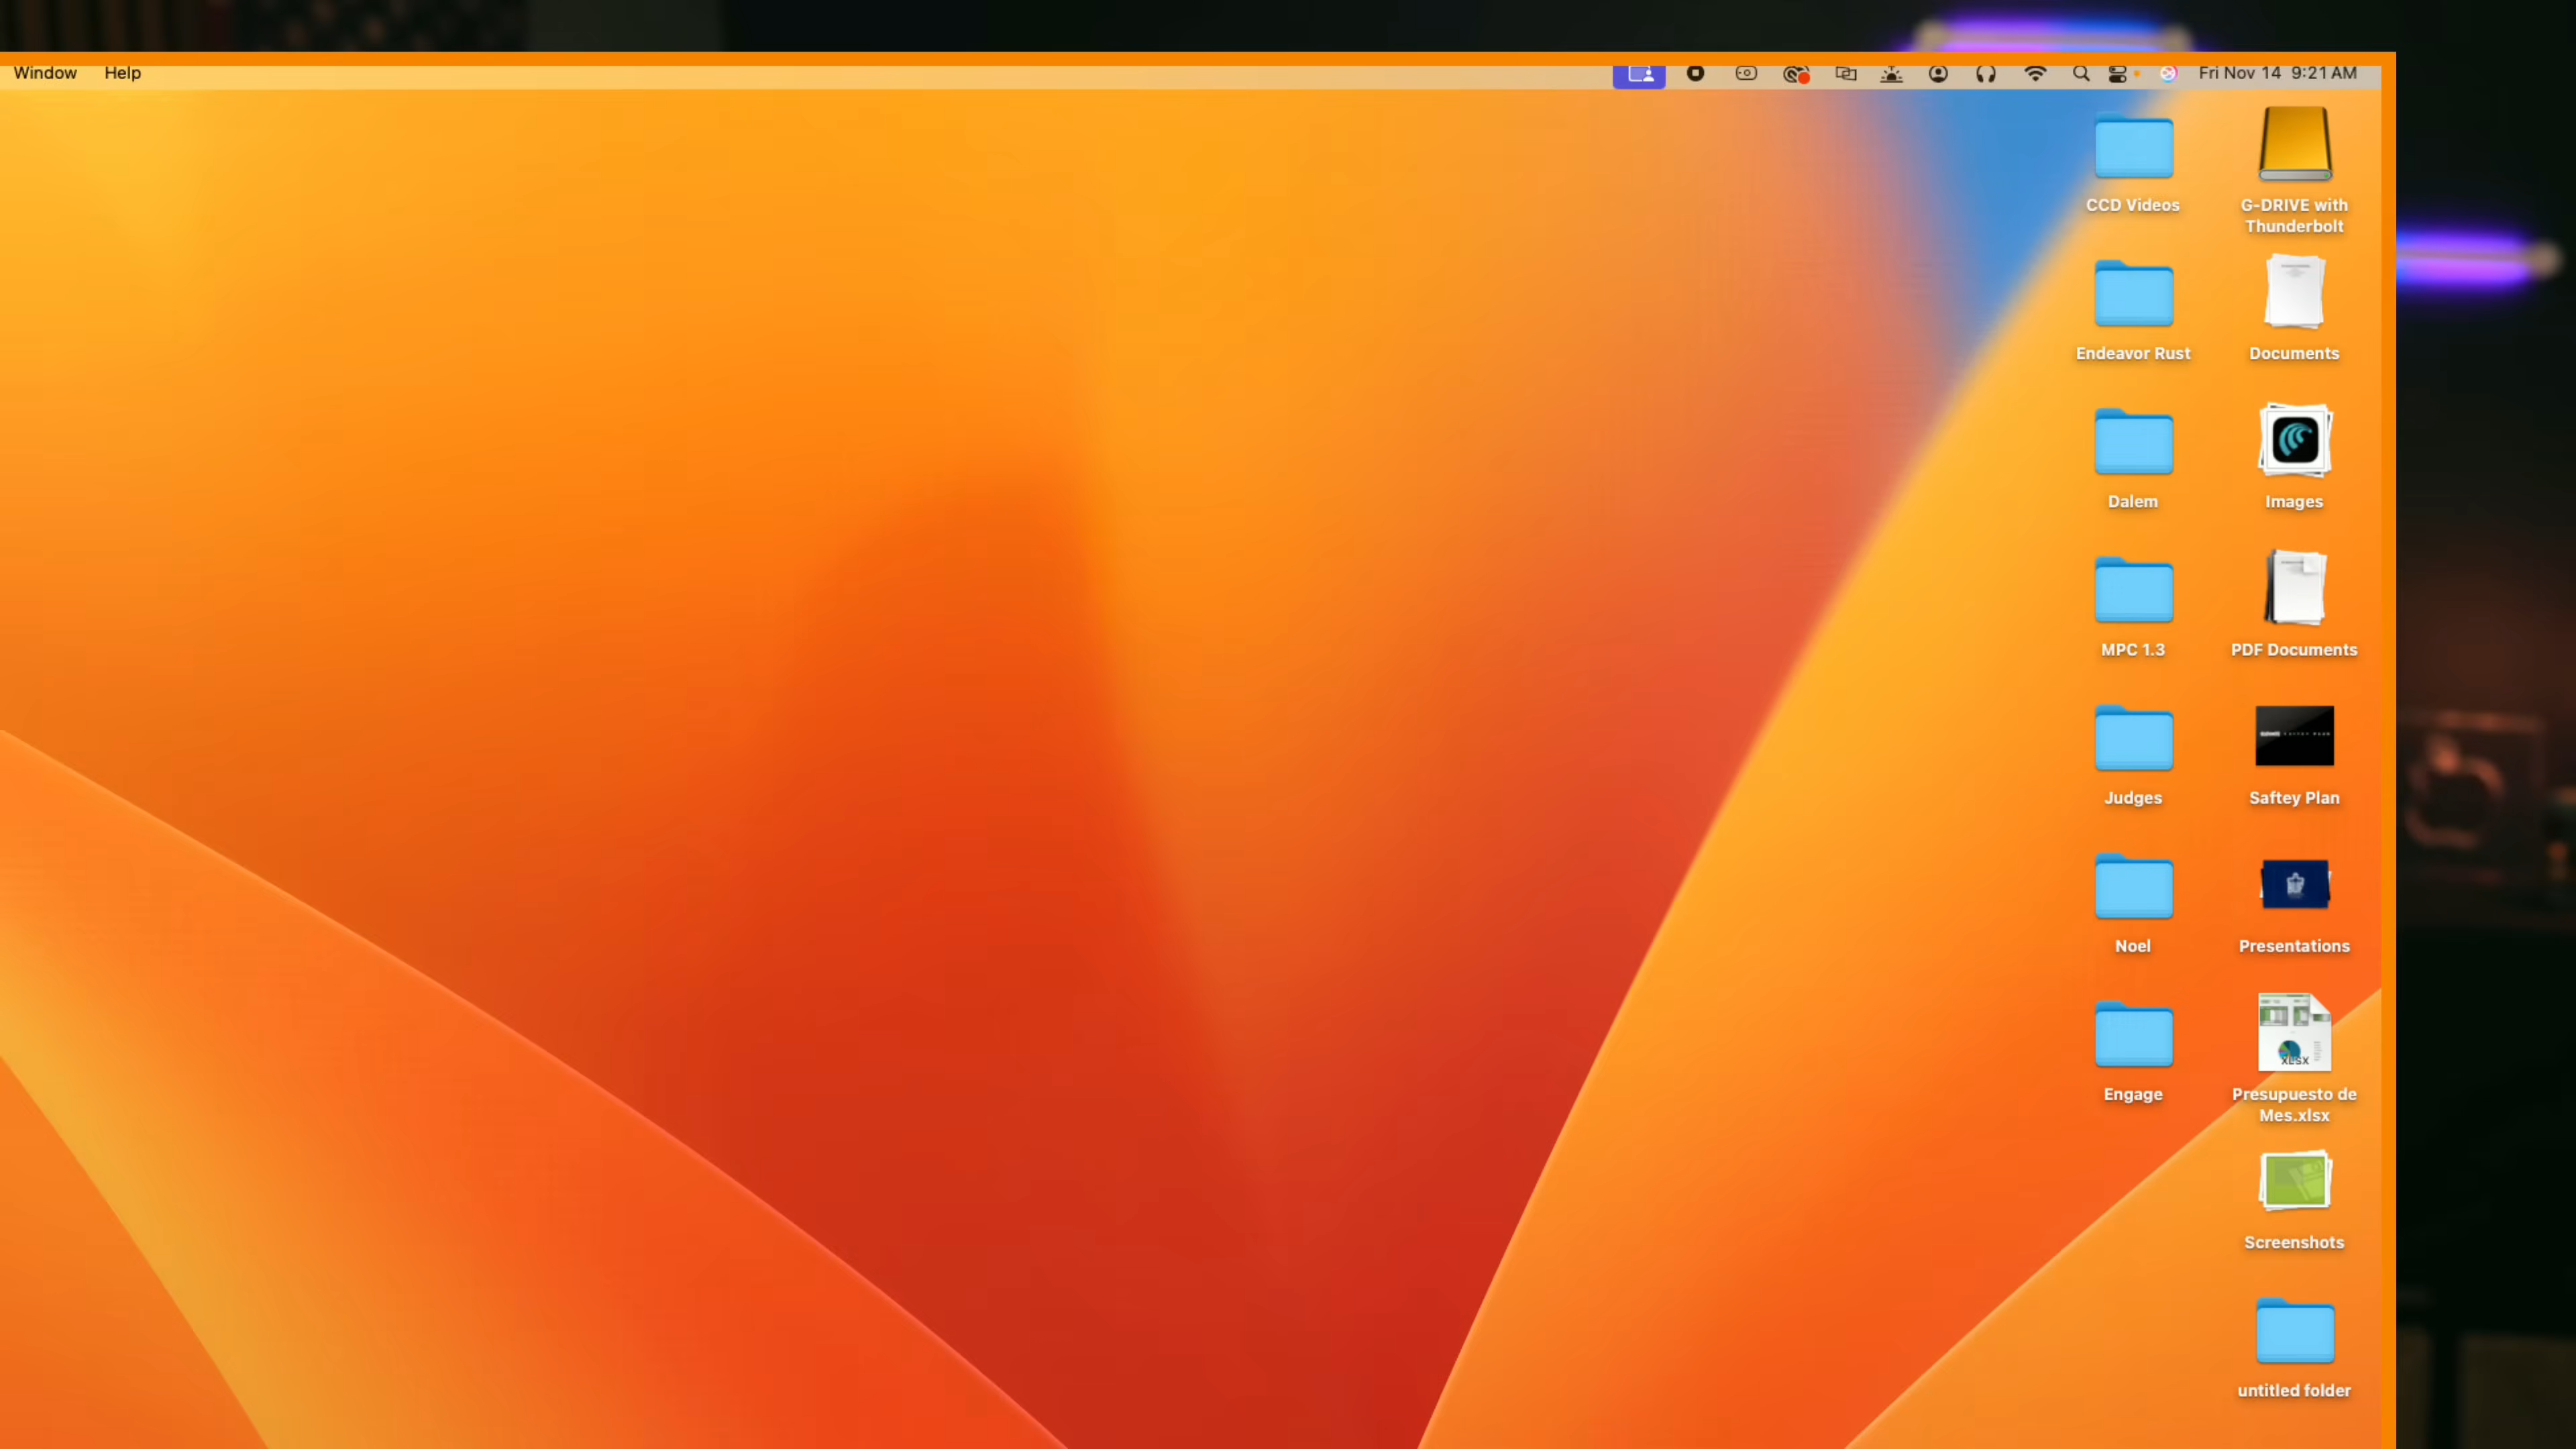 Window Help Fri Nov 14 9:21 AM
CCD Videos
G-DRIVE with
Thunderbolt
Endeavor Rust
Documents
Dalem
Images
MPC 1.3
PDF Documents
Judges
Saftey Plan
Noel
Presentations
XLSX
Engage
Presupuesto de
Mes.xlsx
Screenshots
untitled folder